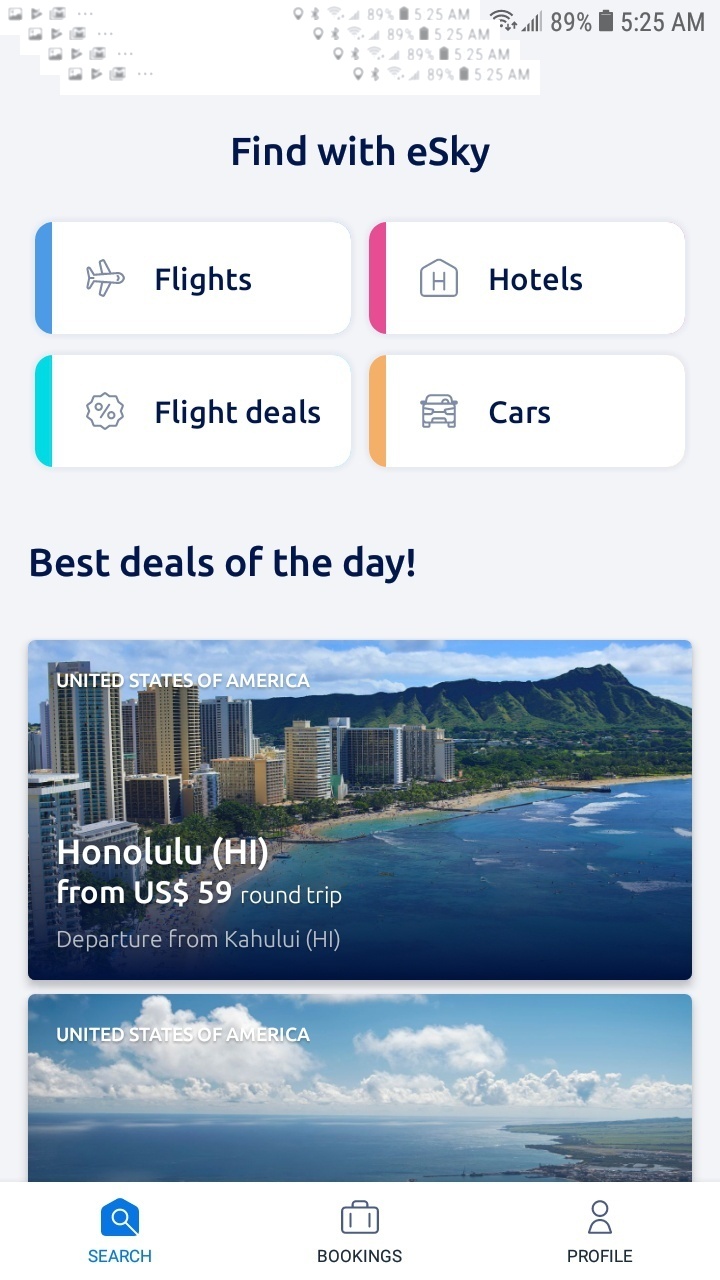 89% 5:25 AM
89% 5:25 AM
89% 5:25 AM
89% 5:25 AM
89% 5:25 AM
Find with eSky
Flights
Hotels
Flight deals
Cars
Best deals of the day!
UNITED STATES OF AMERICA
Honolulu (HI)
from US$ 59 round trip
Departure from Kahului (HI)
UNITED STATES OF AMERICA
SEARCH
BOOKINGS
PROFILE